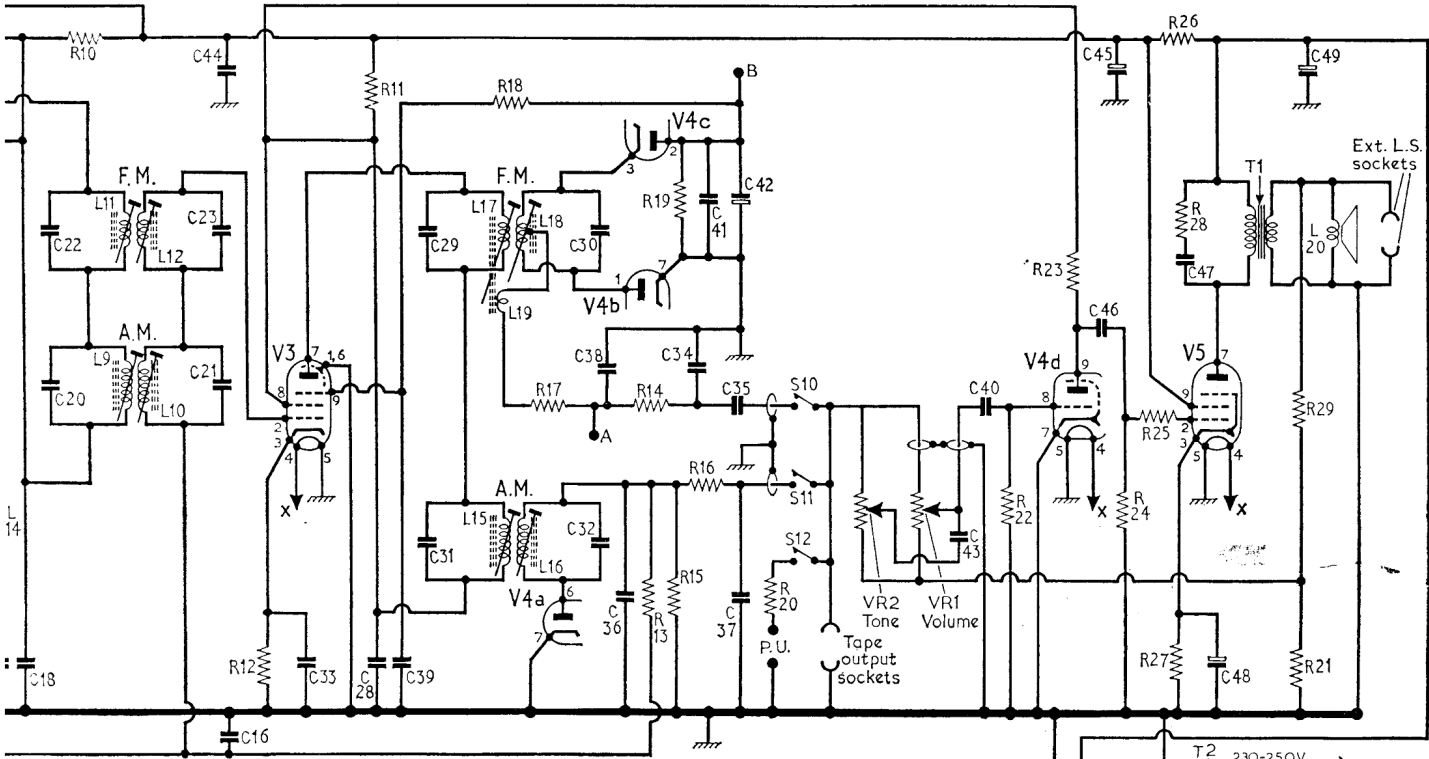 R10
C44
R11
R18
B
C45
R26
C49
V4c
3
2
R19
C
41
C42
F.M.
L11
L12
C22
C23
F.M.
L17
L18
C29
C30
L19
1
7
V4b
Ext. L.S.
sockets
T1
R
28
C47
L
20
R23
C46
A.M.
L9
L10
C20
C21
V3
7
1,6
8
9
2
3
4
5
X
C38
C34
R17
R14
C35
A
S10
C40
V4d
9
8
7
5
4
X
R25
V5
7
9
2
3
5
4
X
R29
L
14
A.M.
L15
L16
C31
C32
V4a
6
7
R16
S11
S12
C
36
R
13
R15
C
37
R
20
P.U.
Tape
output
sockets
VR2
Tone
VR1
Volume
C
43
R
22
R
24
C18
R12
C33
C
28
C39
R27
C48
R21
C16
T2
230-250V